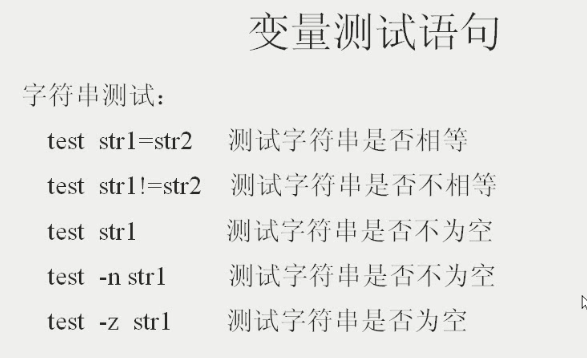 变量测试语句
字符串测试：
test str1=str2 测试字符串是否相等
test str1!=str2 测试字符串是否不相等
test str1 测试字符串是否不为空
test -n str1 测试字符串是否不为空
test -z str1 测试字符串是否为空